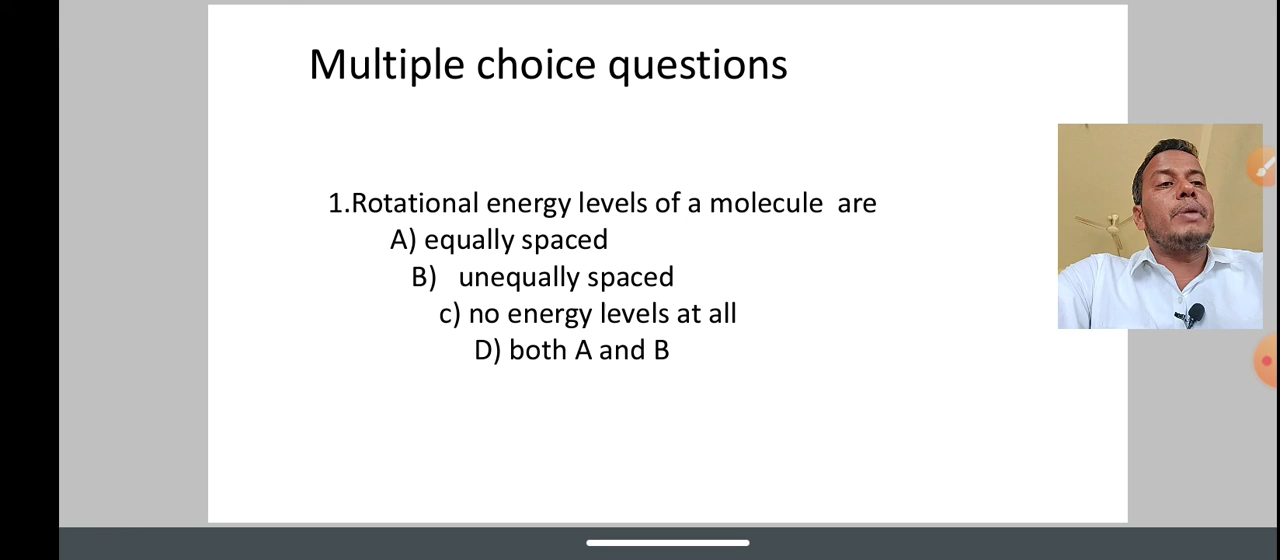 Multiple choice questions
1.Rotational energy levels of a molecule are
A) equally spaced
B) unequally spaced
c) no energy levels at all
D) both A and B